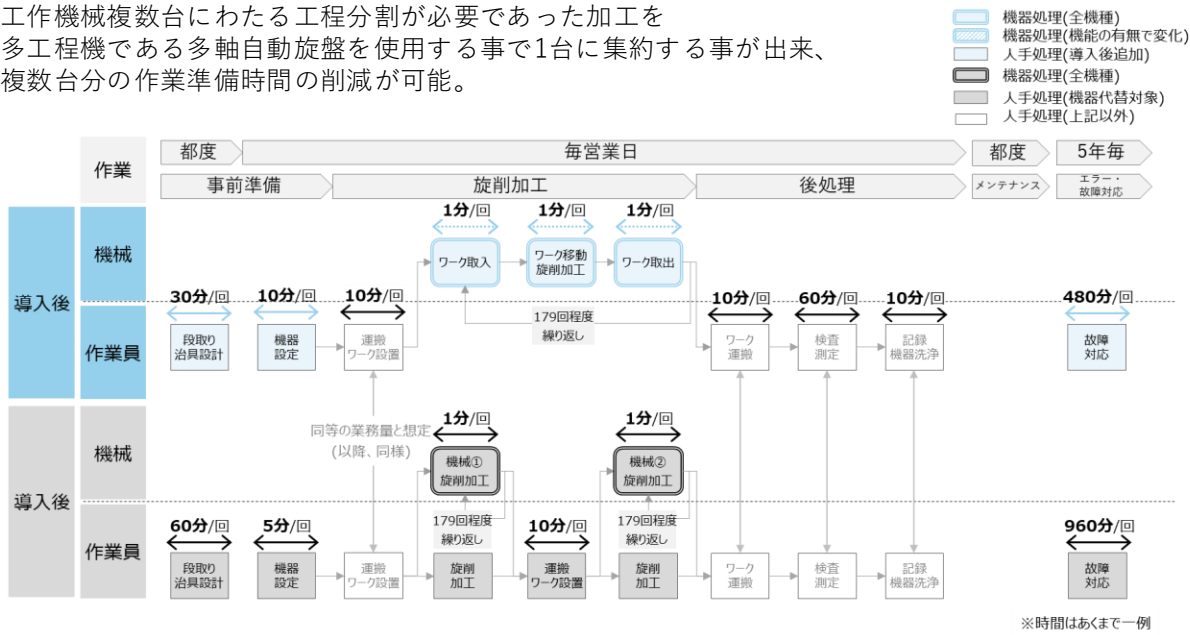 工作機械複数台にわたる工程分割が必要であった加工を
多工程機である多軸自動旋盤を使用する事で1台に集約する事が出来、
複数台分の作業準備時間の削減が可能。
機器処理(全機種)
機器処理(機能の有無で変化)
人手処理(導入後追加)
機器処理(全機種)
人手処理(機器代替対象)
人手処理(上記以外)
作業
都度
毎営業日
都度
5年毎
事前準備
旋削加工
後処理
メンテナンス
エラー・
故障対応
導入後
機械
1分/回
1分/回
1分/回
ワーク取入
ワーク移動
旋削加工
ワーク取出
179回程度
繰り返し
作業員
30分/回
10分/回
10分/回
10分/回
60分/回
10分/回
480分/回
段取り
治具設計
機器
設定
運搬
ワーク設置
ワーク
運搬
検査
測定
記録
機器洗浄
故障
対応
同等の業務量と想定
(以降、同様)
導入後
機械
1分/回
1分/回
機械①
旋削加工
機械②
旋削加工
179回程度
繰り返し
179回程度
繰り返し
作業員
60分/回
5分/回
10分/回
960分/回
段取り
治具設計
機器
設定
運搬
ワーク設置
旋削
加工
運搬
ワーク設置
旋削
加工
ワーク
運搬
検査
測定
記録
機器洗浄
故障
対応
※時間はあくまで一例